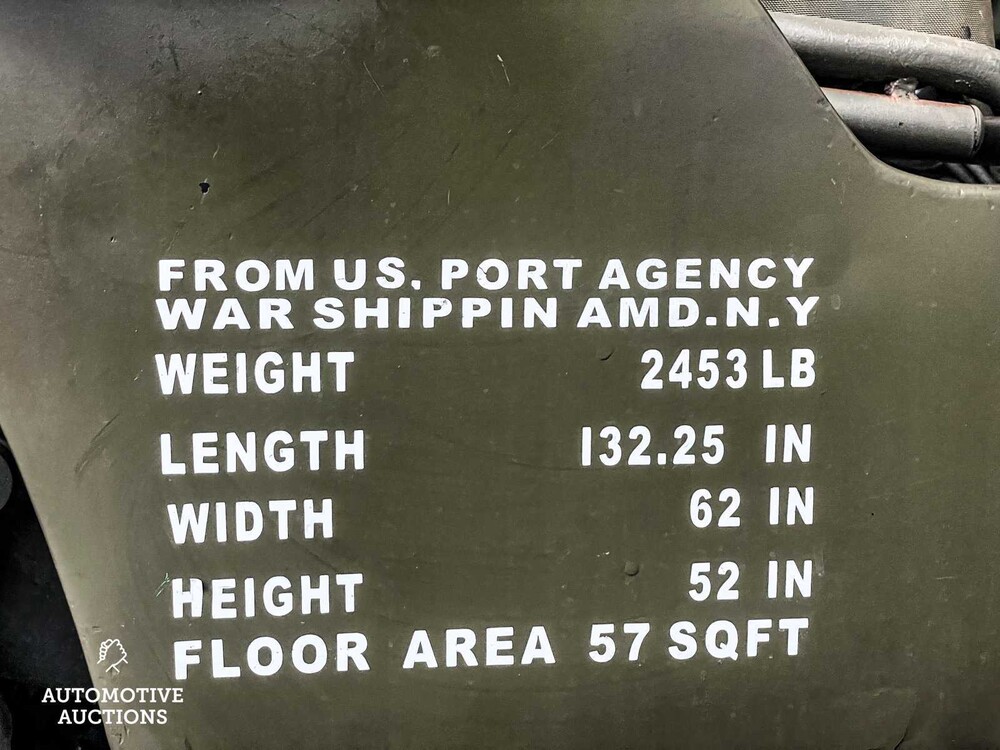 FROM US. PORT AGENCY
WAR SHIPPIN AMD.N.Y
WEIGHT 2453 LB
LENGTH 132.25 IN
WIDTH 62 IN
HEIGHT 52 IN
FLOOR AREA 57 SQFT
AUTOMOTIVE
AUCTIONS